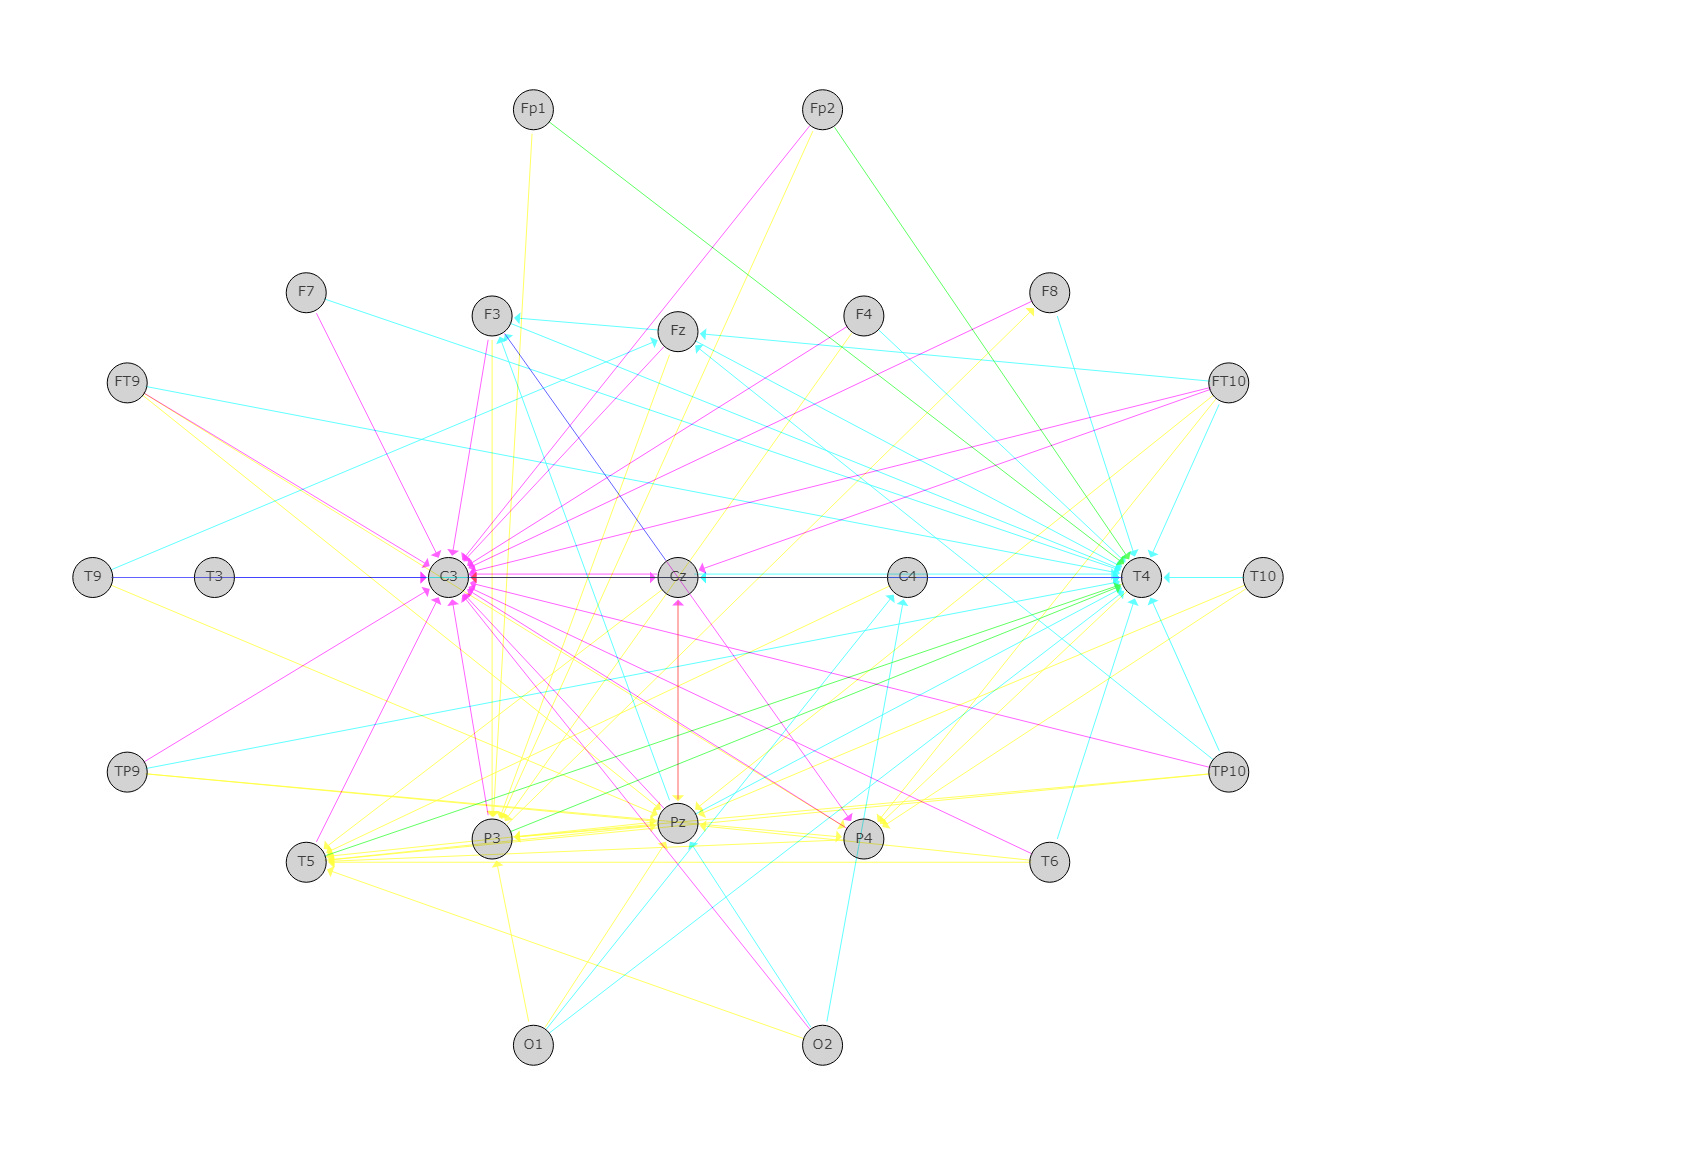 Fp1 Fp2
F7 F3 Fz F4 F8
FT9 FT10
T9 T3 C3 Cz C4 T4 T10
TP9 TP10
T5 P3 Pz P4 T6
O1 O2